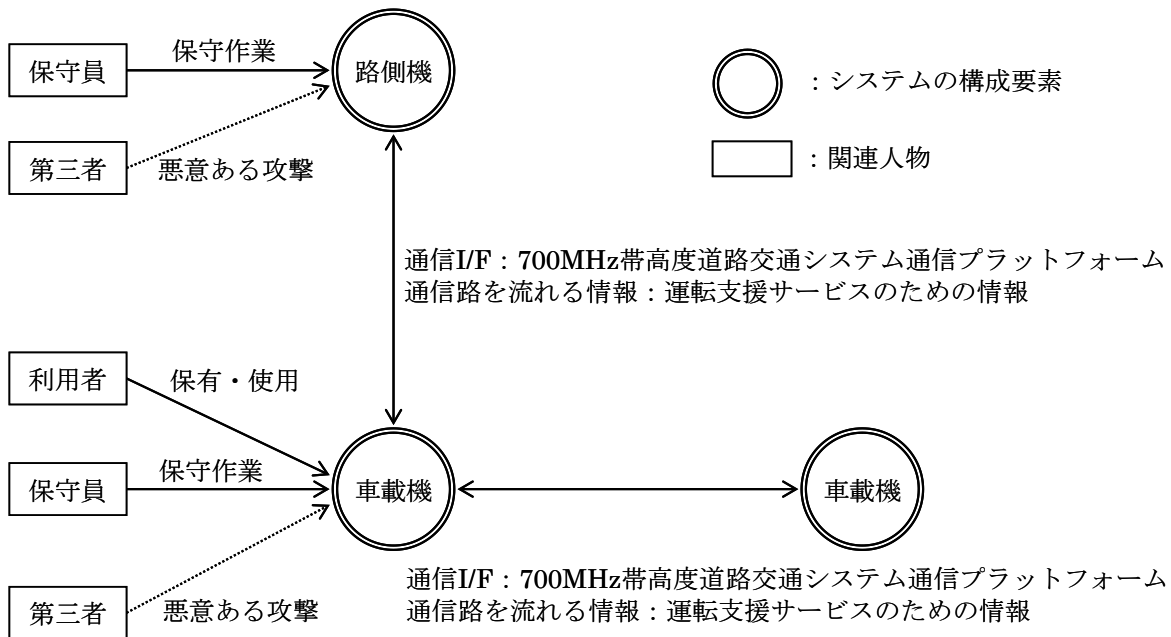 保守員
保守作業
路側機
:システムの構成要素
第三者
悪意ある攻撃
:関連人物
通信I/F:700MHz帯高度道路交通システム通信プラットフォーム
通信路を流れる情報:運転支援サービスのための情報
利用者
保有・使用
保守員
保守作業
車載機
車載機
第三者
悪意ある攻撃
通信I/F:700MHz帯高度道路交通システム通信プラットフォーム
通信路を流れる情報:運転支援サービスのための情報